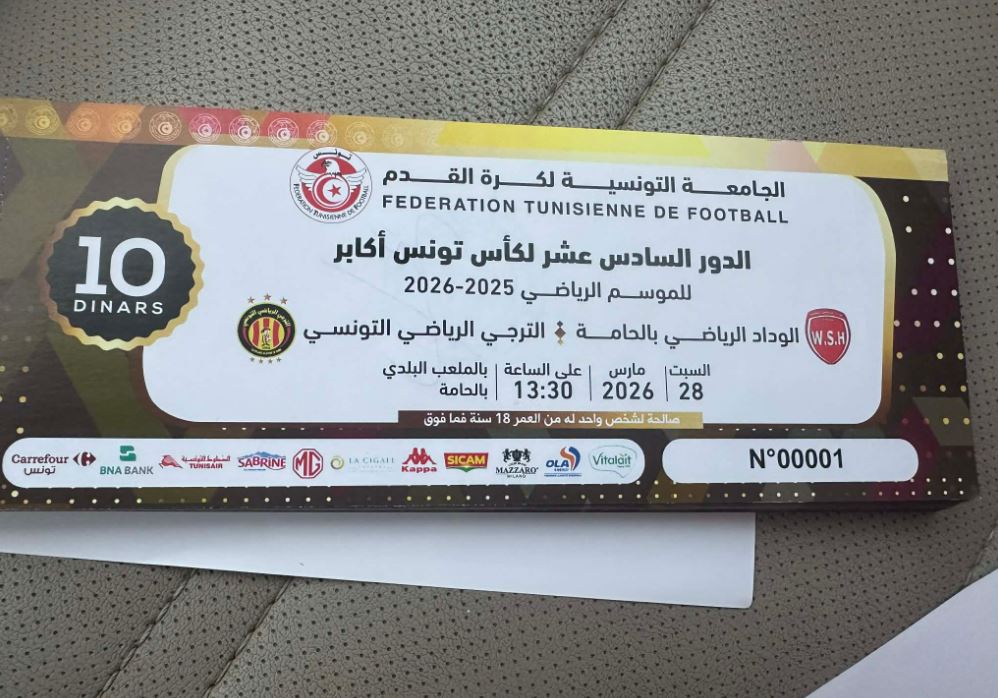 الجامعة التونسية لكرة القدم
FEDERATION TUNISIENNE DE FOOTBALL
10
DINARS
الدور السادس عشر لكأس تونس أكابر
للموسم الرياضي 2025-2026
W.S.H
الوداد الرياضي بالحامة
الترجي الرياضي التونسي
السبت
28
مارس
2026
على الساعة
13:30
بالملعب البلدي
بالحامة
صالحة لشخص واحد له من العمر 18 سنة فما فوق
Carrefour
تونس
BNA BANK
TUNISAIR
SABRINE
MG
LA CIGALE
Kappa
SICAM
MAZZARO
MILANO
OLA
Vitalait
N°00001